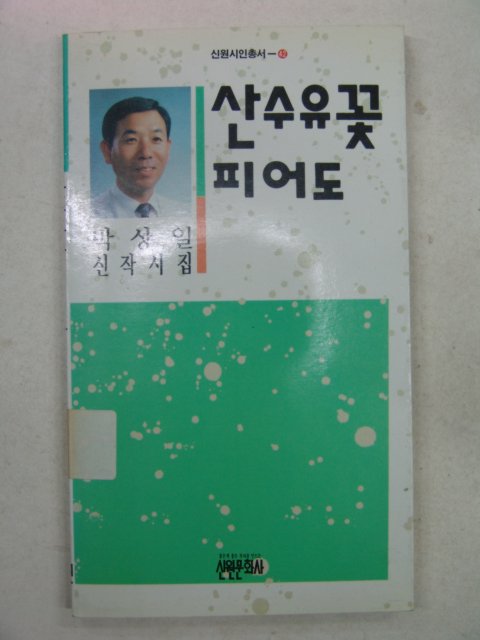 신원시인총서－42
산수유꽃
피어도
박상일
신작시집
신원문화사